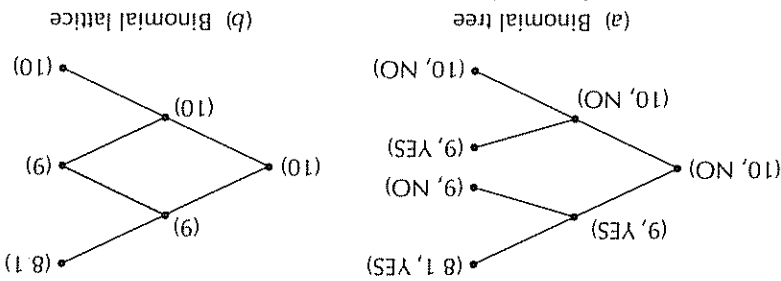 (8 1, YES)
(9, YES)
(9, NO)
(10, NO)
(9, YES)
(10, NO)
(10, NO)
(a) Binomial tree
(8.1)
(9)
(10)
(9)
(10)
(10)
(b) Binomial lattice